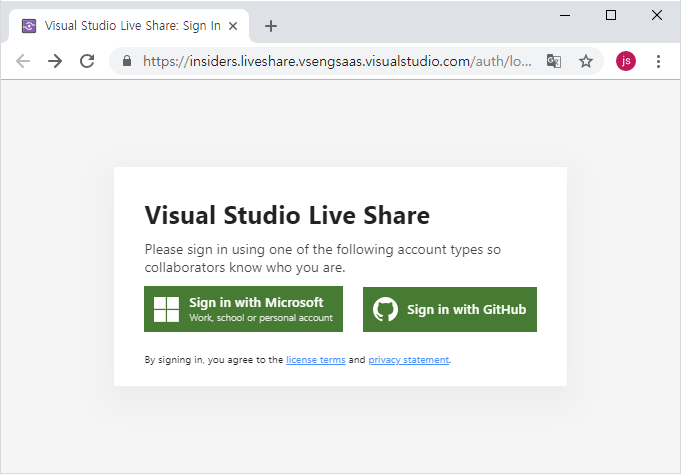 Visual Studio Live Share: Sign In
https://insiders.liveshare.vsengsaas.visualstudio.com/auth/lo...
js
Visual Studio Live Share
Please sign in using one of the following account types so
collaborators know who you are.
Sign in with Microsoft
Work, school or personal account
Sign in with GitHub
By signing in, you agree to the license terms and privacy statement.